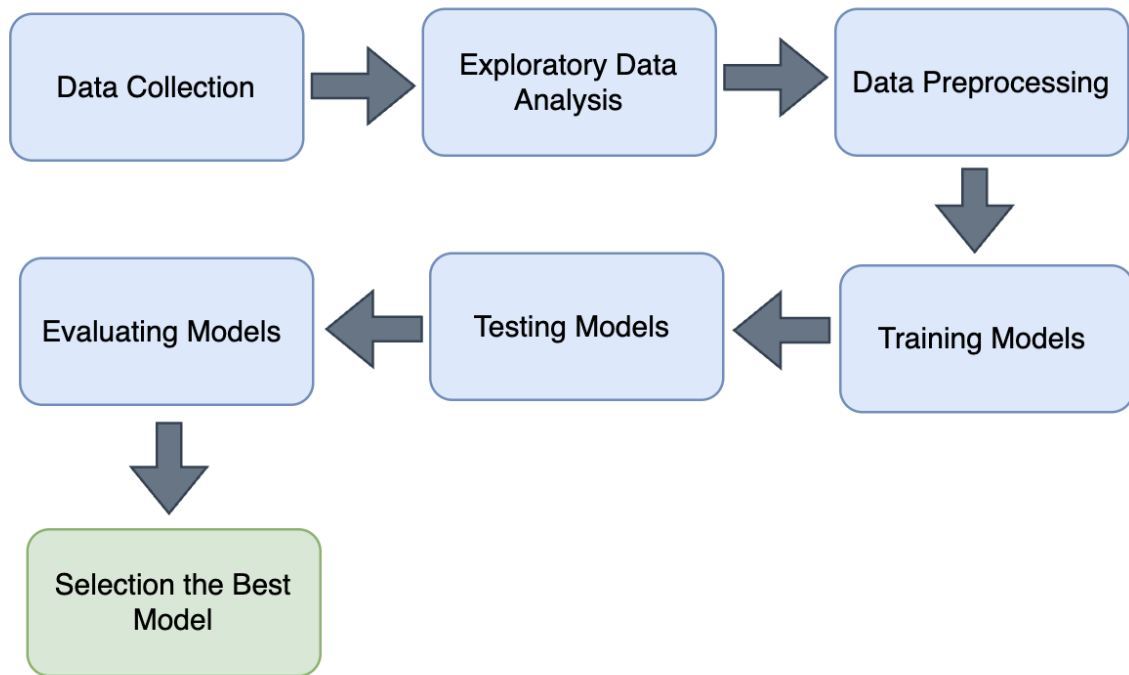 Data Collection
Exploratory Data
Analysis
Data Preprocessing
Training Models
Testing Models
Evaluating Models
Selection the Best
Model